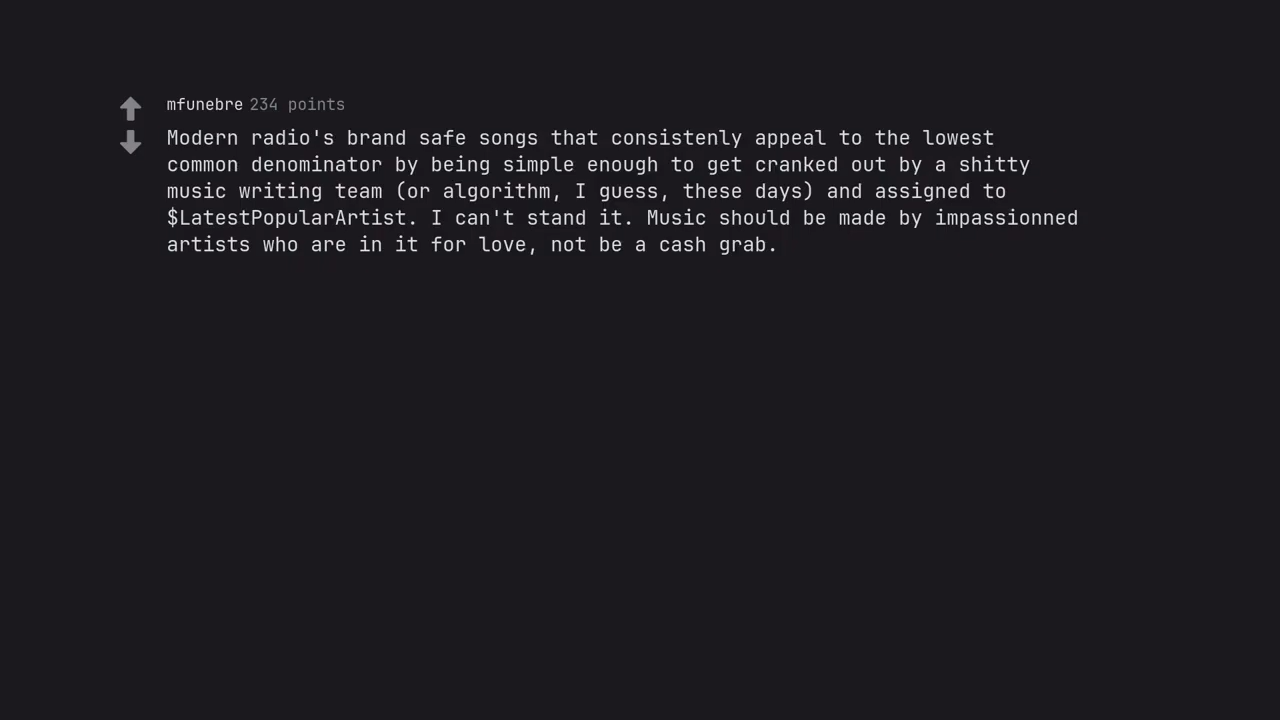 mfunebre 234 points
Modern radio's brand safe songs that consistenly appeal to the lowest
common denominator by being simple enough to get cranked out by a shitty
music writing team (or algorithm, I guess, these days) and assigned to
$LatestPopularArtist. I can't stand it. Music should be made by impassionned
artists who are in it for love, not be a cash grab.